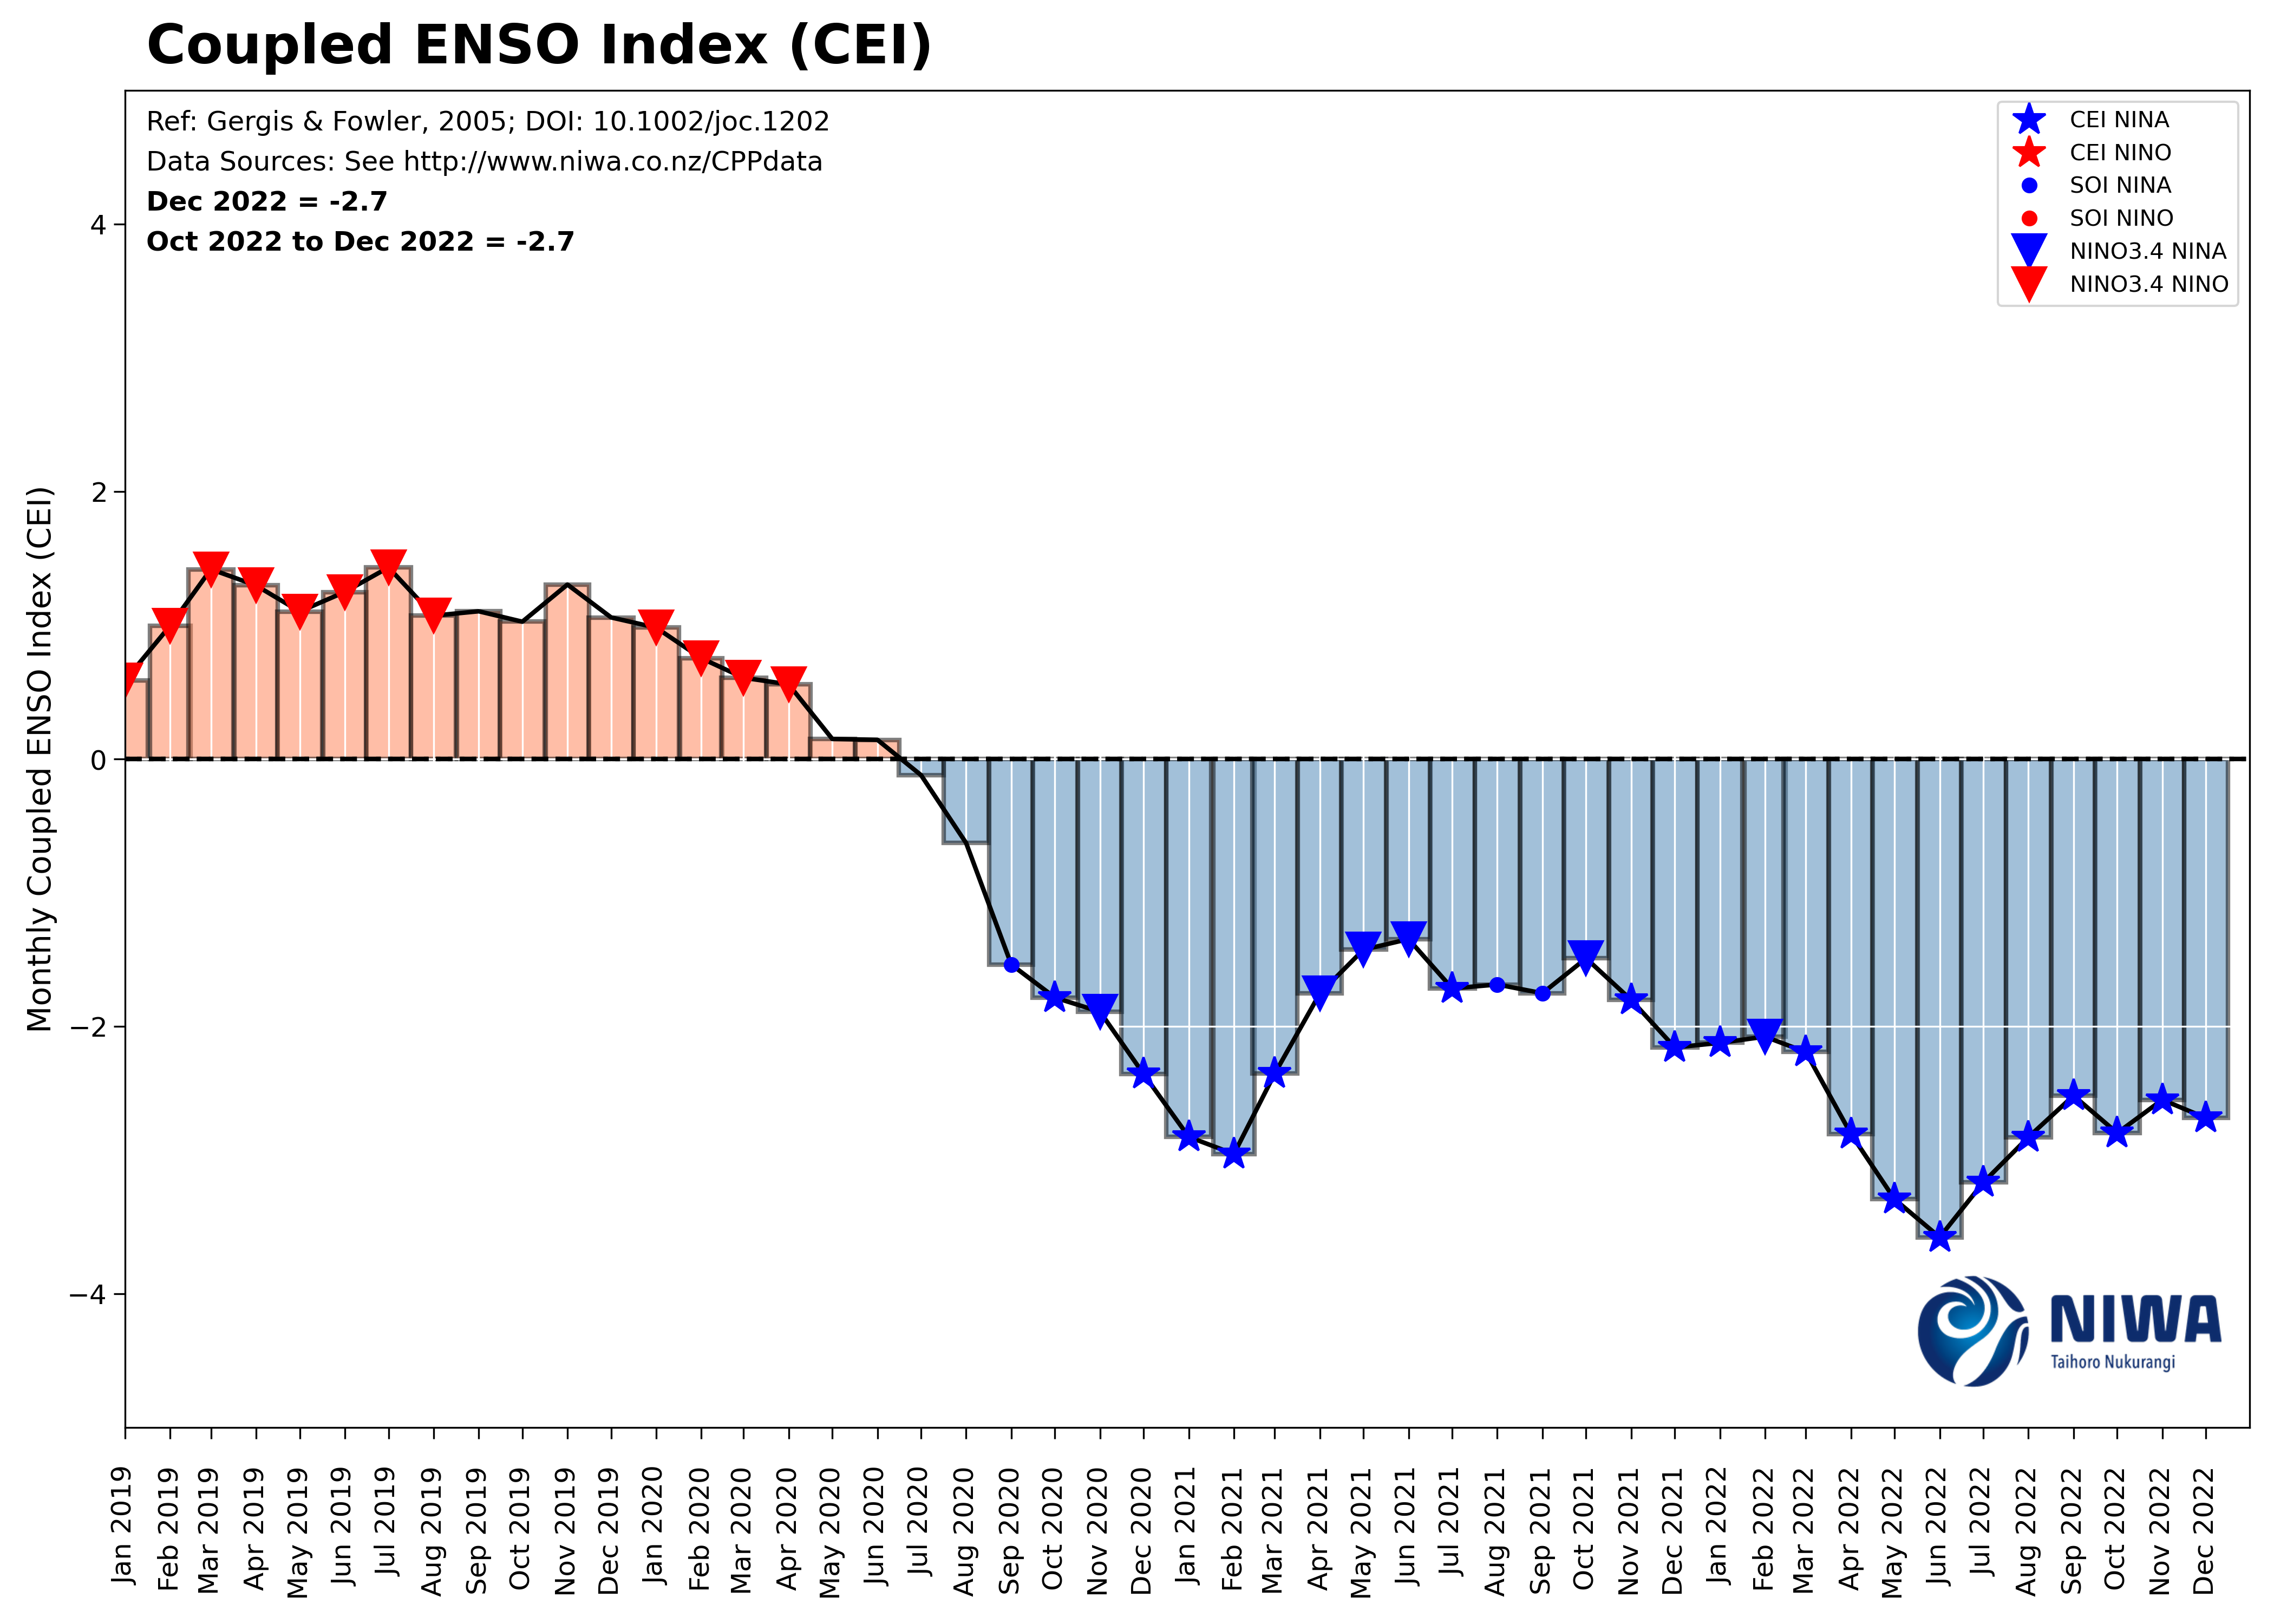 Coupled ENSO Index (CEI)
Ref: Gergis & Fowler, 2005; DOI: 10.1002/joc.1202
Data Sources: See http://www.niwa.co.nz/CPPdata
Dec 2022 = -2.7
Oct 2022 to Dec 2022 = -2.7
CEI NINA
CEI NINO
SOI NINA
SOI NINO
NINO3.4 NINA
NINO3.4 NINO
Monthly Coupled ENSO Index (CEI)
4
2
0
−2
−4
NIWA
Taihoro Nukurangi
Jan 2019
Feb 2019
Mar 2019
Apr 2019
May 2019
Jun 2019
Jul 2019
Aug 2019
Sep 2019
Oct 2019
Nov 2019
Dec 2019
Jan 2020
Feb 2020
Mar 2020
Apr 2020
May 2020
Jun 2020
Jul 2020
Aug 2020
Sep 2020
Oct 2020
Nov 2020
Dec 2020
Jan 2021
Feb 2021
Mar 2021
Apr 2021
May 2021
Jun 2021
Jul 2021
Aug 2021
Sep 2021
Oct 2021
Nov 2021
Dec 2021
Jan 2022
Feb 2022
Mar 2022
Apr 2022
May 2022
Jun 2022
Jul 2022
Aug 2022
Sep 2022
Oct 2022
Nov 2022
Dec 2022